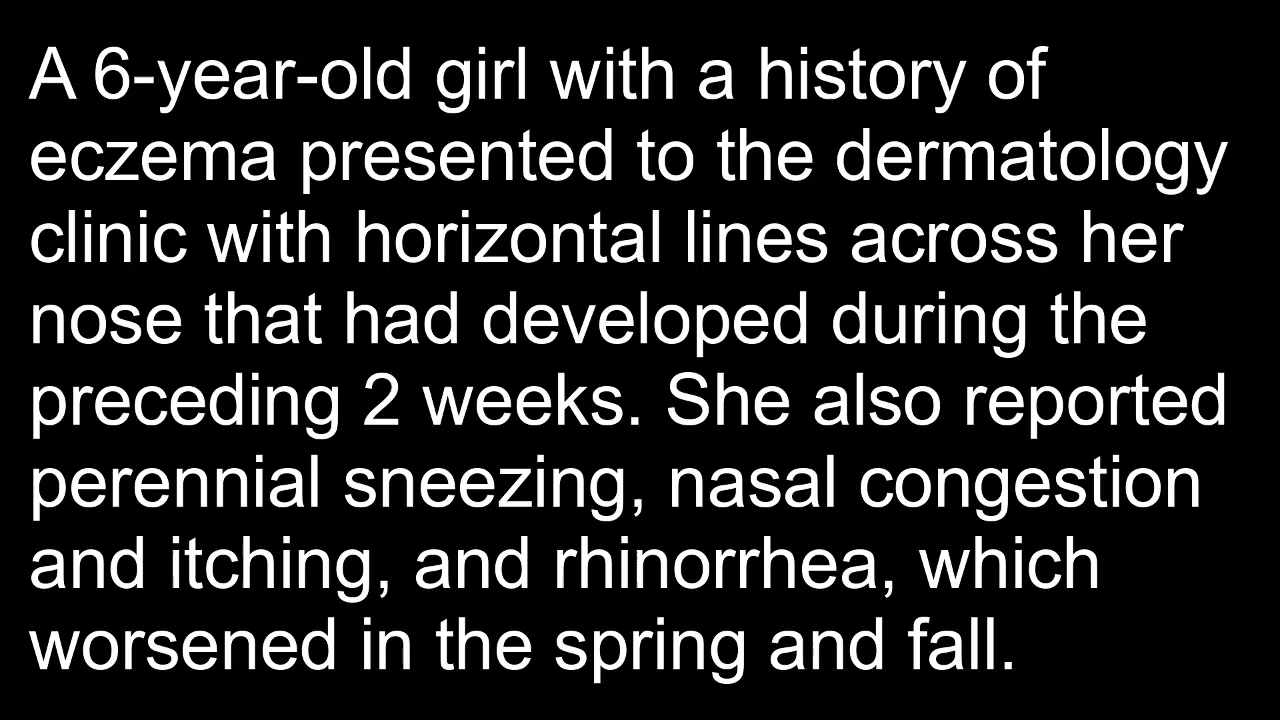 A 6-year-old girl with a history of
eczema presented to the dermatology
clinic with horizontal lines across her
nose that had developed during the
preceding 2 weeks. She also reported
perennial sneezing, nasal congestion
and itching, and rhinorrhea, which
worsened in the spring and fall.